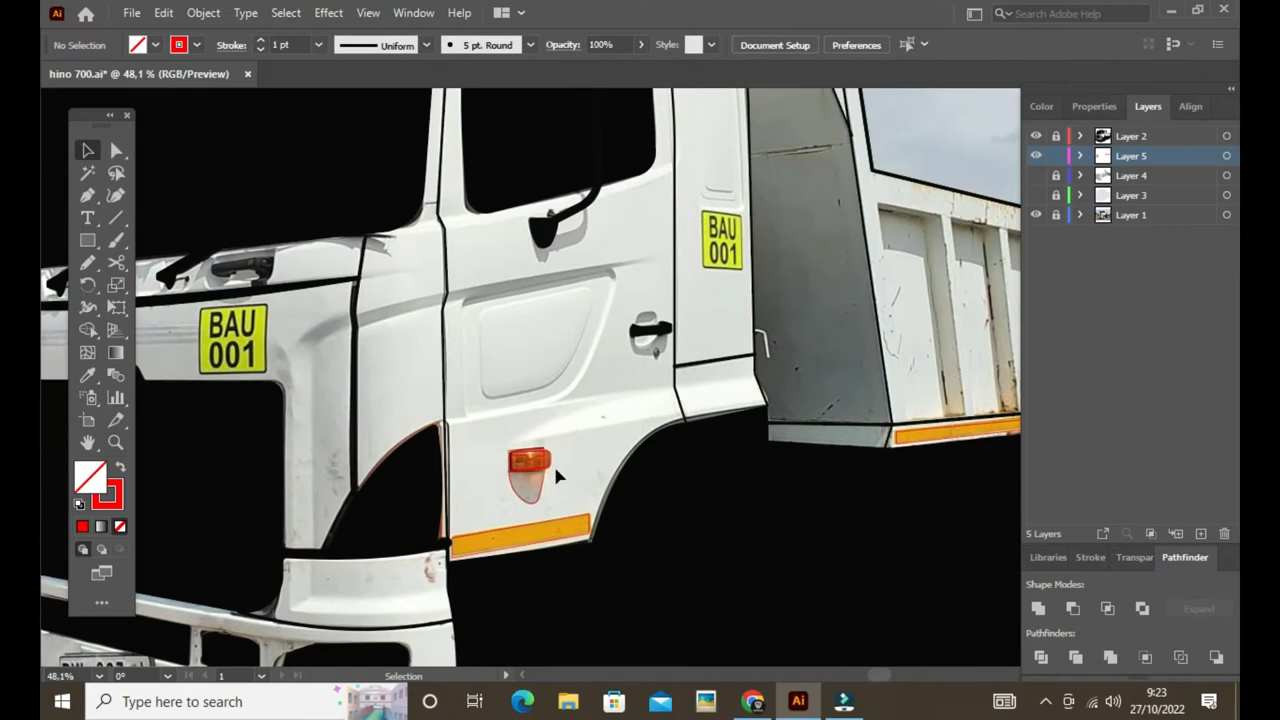 Ai
File Edit Object Type Select Effect View Window Help
Search Adobe Help
No Selection
Stroke:
1 pt
Uniform
5 pt. Round
Opacity:
100%
Style:
Document Setup
Preferences
hino 700.ai* @ 48,1 % (RGB/Preview)
Color Properties Layers Align
Layer 2
Layer 5
Layer 4
Layer 3
Layer 1
BAU
001
BAU
001
5 Layers
Libraries Stroke Transpar Pathfinder
Shape Modes:
Expand
Pathfinders:
48,1%
0°
1
Selection
Type here to search
Ai
9:23
27/10/2022